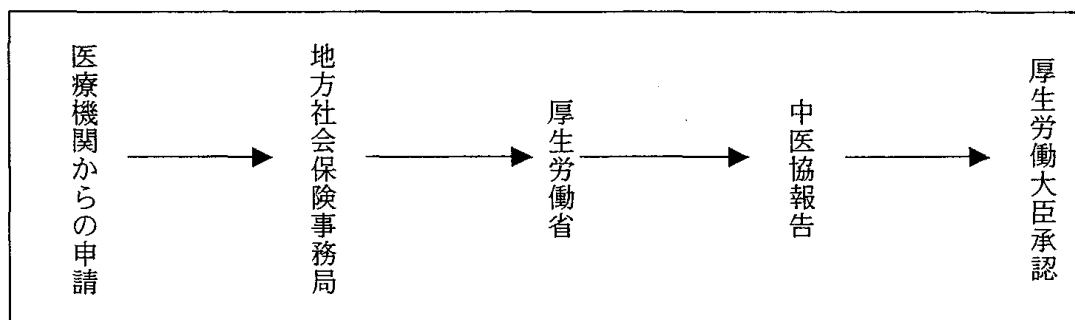 医療機関からの申請
地方社会保険事務局
厚生労働省
中医協報告
厚生労働大臣承認